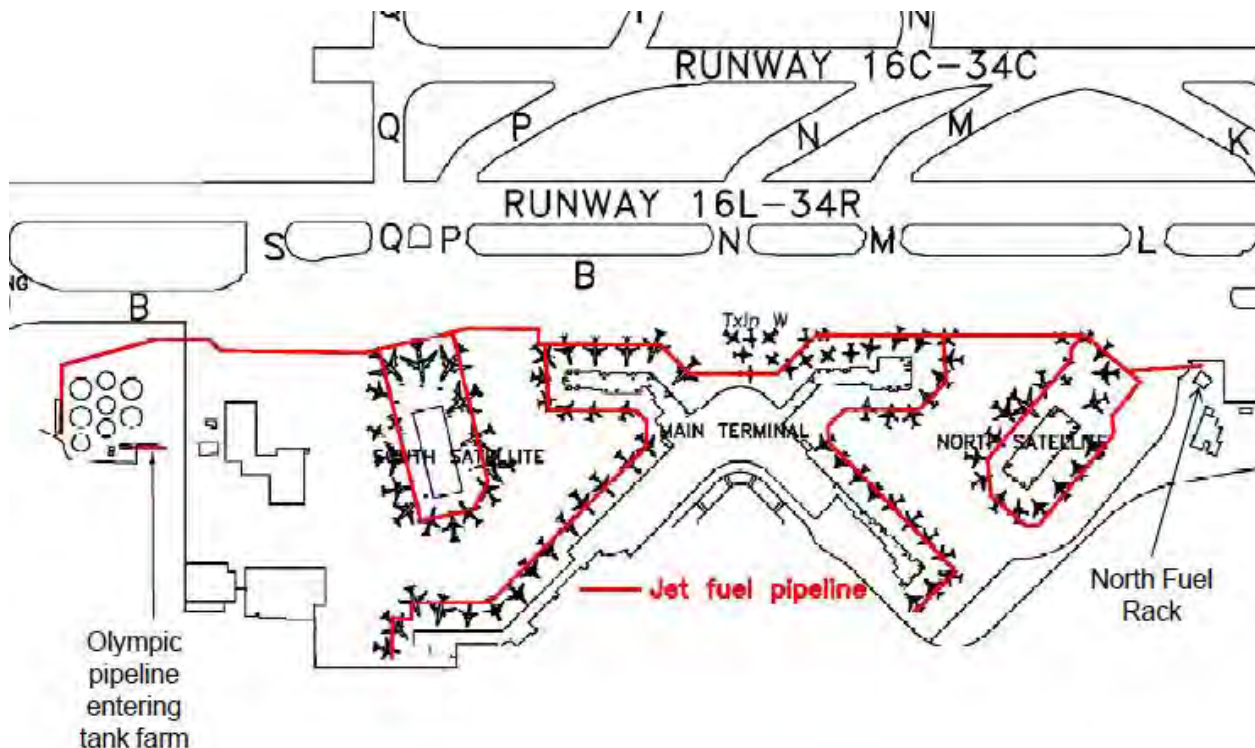 Q
N
RUNWAY 16C-34C
Q
P
N
M
K
RUNWAY 16L-34R
S
Q
P
N
M
L
B
NG
B
Txln W
MAIN TERMINAL
SOUTH SATELLITE
NORTH SATELLITE
Jet fuel pipeline
North Fuel
Rack
Olympic
pipeline
entering
tank farm